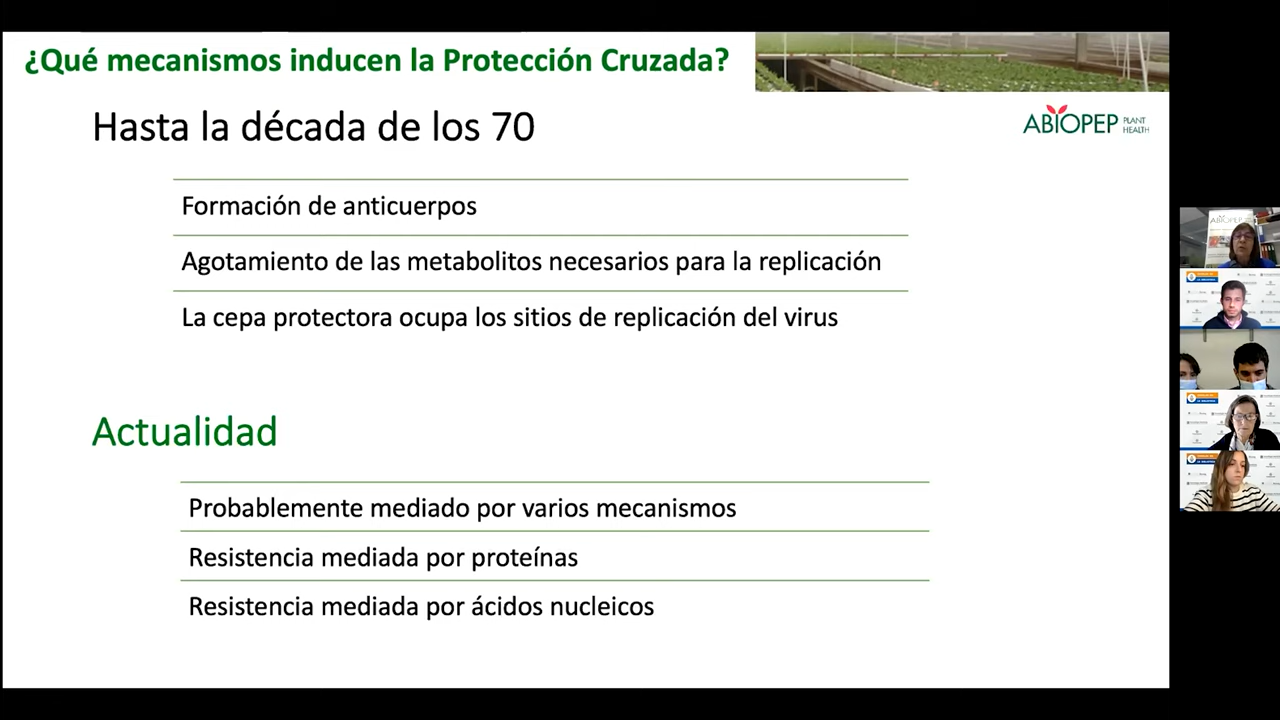 ¿Qué mecanismos inducen la Protección Cruzada?
Hasta la década de los 70
ABIOPEP PLANT HEALTH
Formación de anticuerpos
Agotamiento de las metabolitos necesarios para la replicación
La cepa protectora ocupa los sitios de replicación del virus
Actualidad
Probablemente mediado por varios mecanismos
Resistencia mediada por proteínas
Resistencia mediada por ácidos nucleicos
ABIOPEP